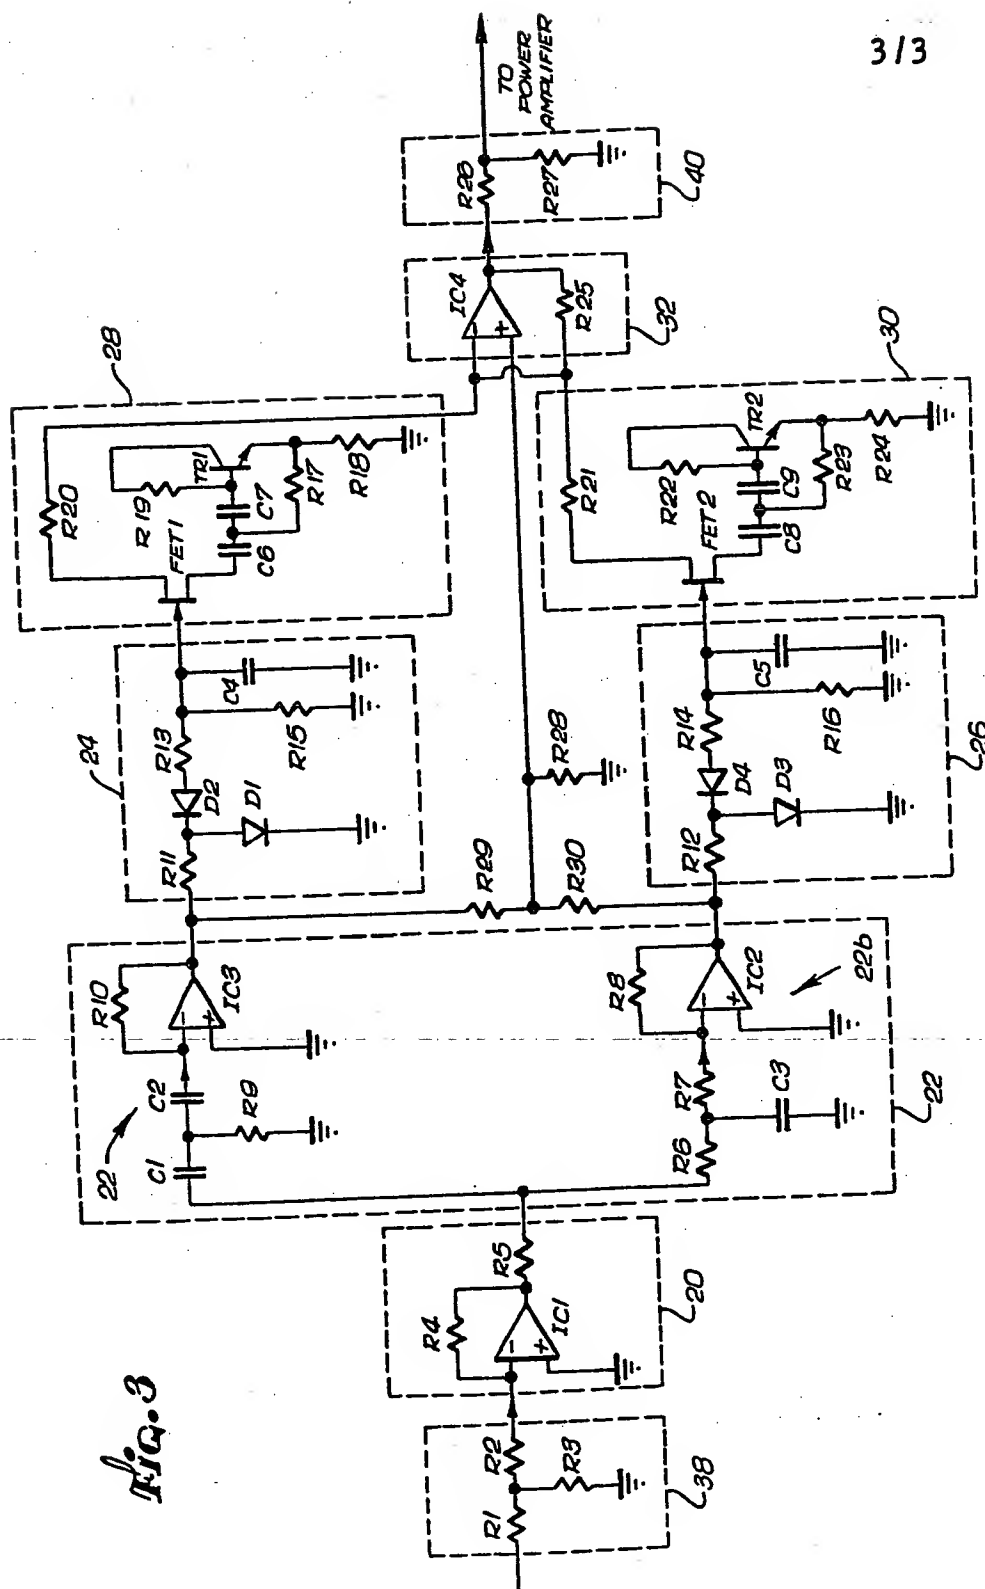 3/3
TO
POWER
AMPLIFIER
R26
R27
40
IC4
−
+
R25
32
28
R20
R19
TR1
FET1
C7
C6
R17
R18
30
R21
R22
TR2
FET2
C9
C8
R23
R24
24
R11
D2
D1
R13
R15
C4
R29
R30
R28
R12
D4
D3
R14
R16
C5
26
22
C1
C2
R9
R10
IC3
−
+
R6
R7
C3
R8
IC2
−
+
22b
22
R4
IC1
−
+
R5
20
R1
R2
R3
38
Fig. 3